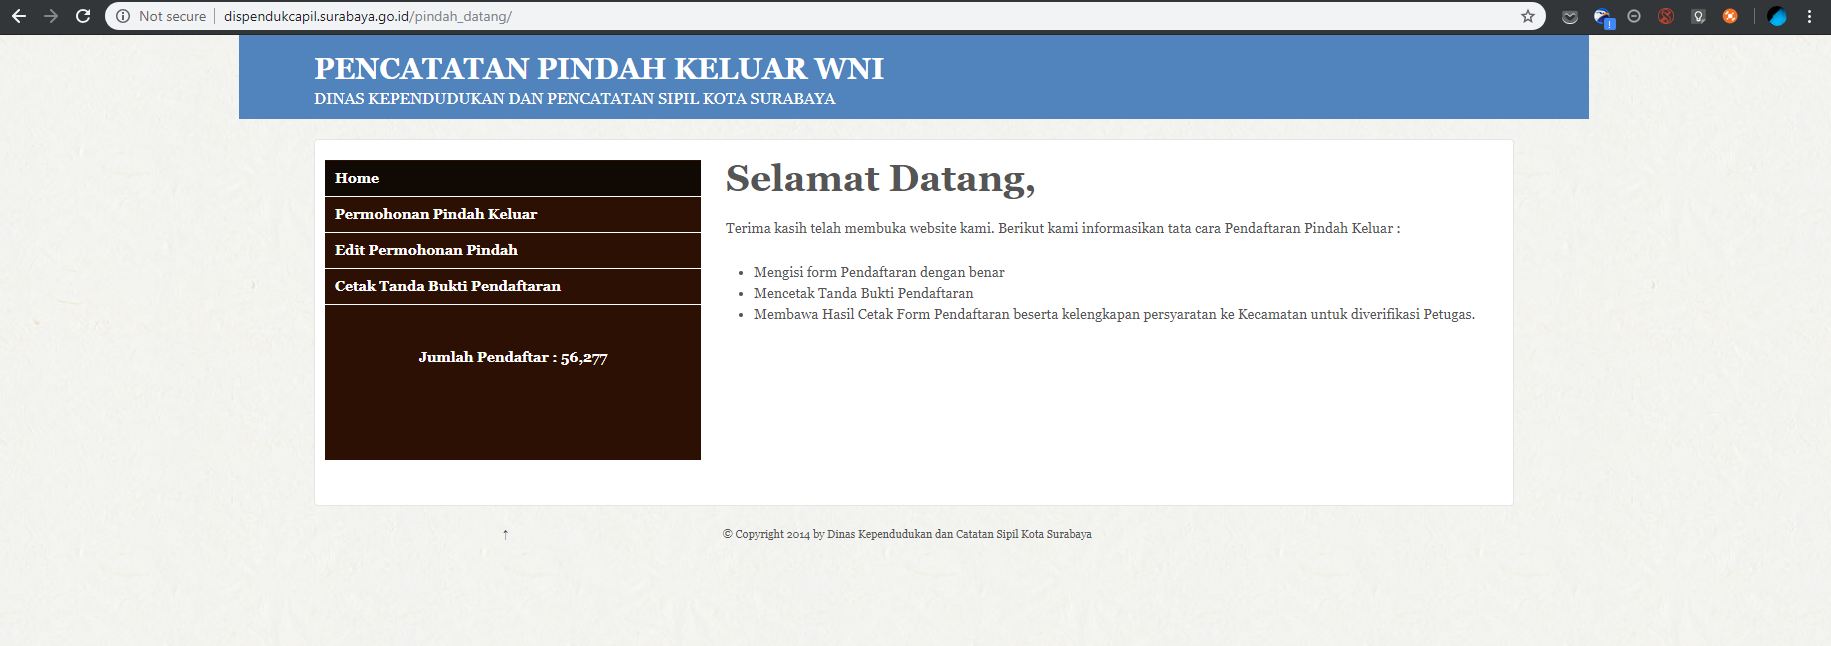 Not secure
dispendukcapil.surabaya.go.id/pindah_datang/
PENCATATAN PINDAH KELUAR WNI
DINAS KEPENDUDUKAN DAN PENCATATAN SIPIL KOTA SURABAYA
Home
Permohonan Pindah Keluar
Edit Permohonan Pindah
Cetak Tanda Bukti Pendaftaran
Jumlah Pendaftar : 56,277
Selamat Datang,
Terima kasih telah membuka website kami. Berikut kami informasikan tata cara Pendaftaran Pindah Keluar :
• Mengisi form Pendaftaran dengan benar
• Mencetak Tanda Bukti Pendaftaran
• Membawa Hasil Cetak Form Pendaftaran beserta kelengkapan persyaratan ke Kecamatan untuk diverifikasi Petugas.
↑
© Copyright 2014 by Dinas Kependudukan dan Catatan Sipil Kota Surabaya